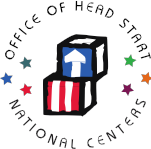 OFFICE OF HEAD START
NATIONAL CENTERS